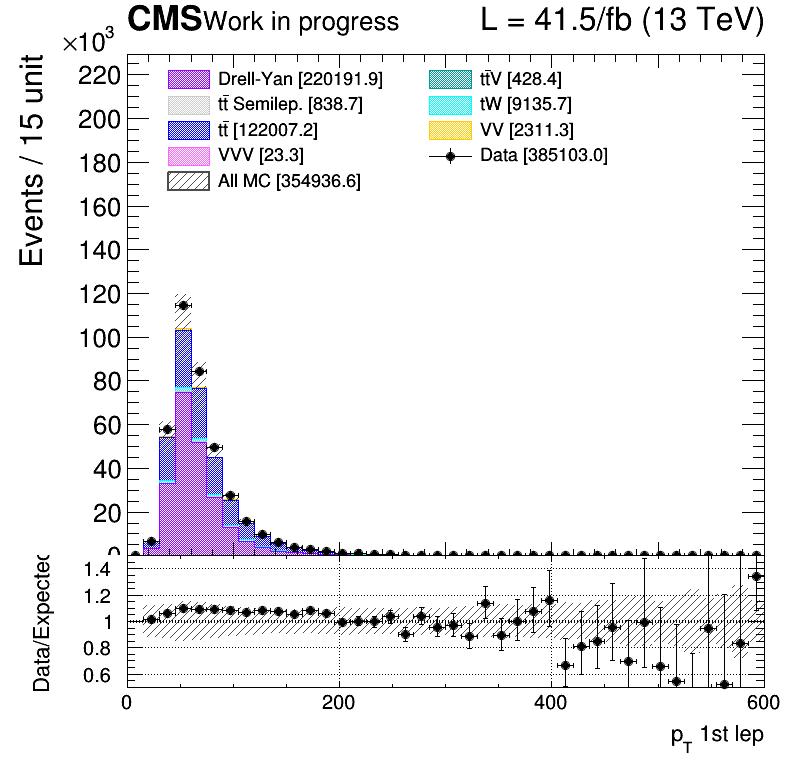 CMS Work in progress L = 41.5/fb (13 TeV)
×10³
Events / 15 unit
220
200
180
160
140
120
100
80
60
40
20
0
Drell-Yan [220191.9]
tt̄ Semilep. [838.7]
tt̄ [122007.2]
VVV [23.3]
All MC [354936.6]
tt̄V [428.4]
tW [9135.7]
VV [2311.3]
Data [385103.0]
Data/Expected
1.4
1.2
1
0.8
0.6
0 200 400 600
p_T 1st lep